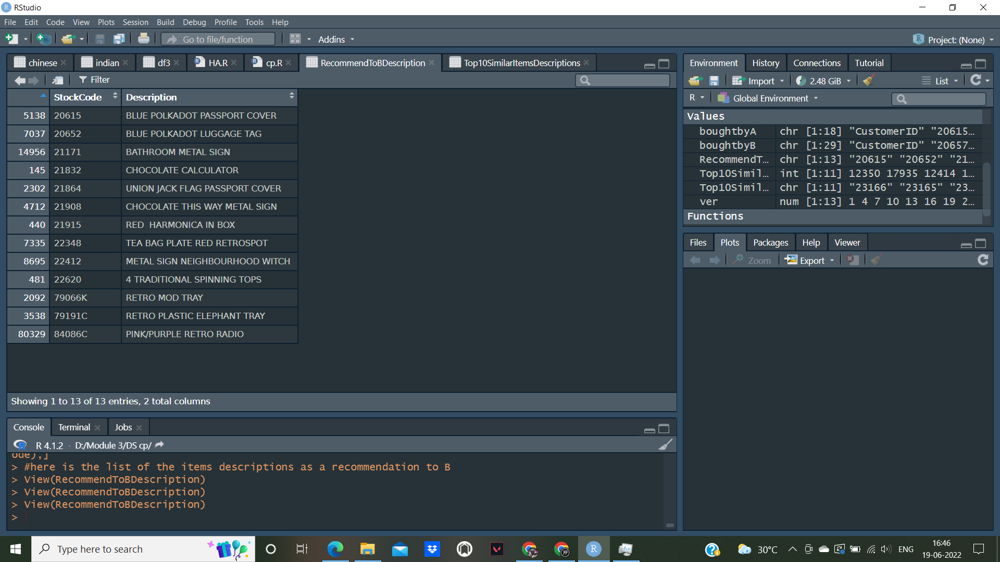 RStudio
File Edit Code View Plots Session Build Debug Profile Tools Help
Go to file/function Addins Project: (None)
chinese indian df3 HA.R cp.R RecommendToBDescription Top10SimilarItemsDescriptions
Filter
StockCode Description
5138 20615 BLUE POLKADOT PASSPORT COVER
7037 20652 BLUE POLKADOT LUGGAGE TAG
14956 21171 BATHROOM METAL SIGN
145 21832 CHOCOLATE CALCULATOR
2302 21864 UNION JACK FLAG PASSPORT COVER
4712 21908 CHOCOLATE THIS WAY METAL SIGN
440 21915 RED  HARMONICA IN BOX
7335 22348 TEA BAG PLATE RED RETROSPOT
8695 22412 METAL SIGN NEIGHBOURHOOD WITCH
481 22620 4 TRADITIONAL SPINNING TOPS
2092 79066K RETRO MOD TRAY
3538 79191C RETRO PLASTIC ELEPHANT TRAY
80329 84086C PINK/PURPLE RETRO RADIO
Showing 1 to 13 of 13 entries, 2 total columns
Console Terminal Jobs
R 4.1.2 · D:/Module 3/DS cp/
ode),]
> #here is the list of the items descriptions as a recommendation to B
> View(RecommendToBDescription)
> View(RecommendToBDescription)
> View(RecommendToBDescription)
>
Environment History Connections Tutorial
Import 2.48 GiB List
R Global Environment
Values
boughtbyA chr [1:18] "CustomerID" "20615…
boughtbyB chr [1:29] "CustomerID" "20657…
RecommendT… chr [1:13] "20615" "20652" "21…
Top10Simil… int [1:11] 12350 17935 12414 1…
Top10Simil… chr [1:11] "23166" "23165" "23…
ver num [1:13] 1 4 7 10 13 16 19 2…
Functions
Files Plots Packages Help Viewer
Zoom Export
Type here to search
30°C ENG
16:46
19-06-2022